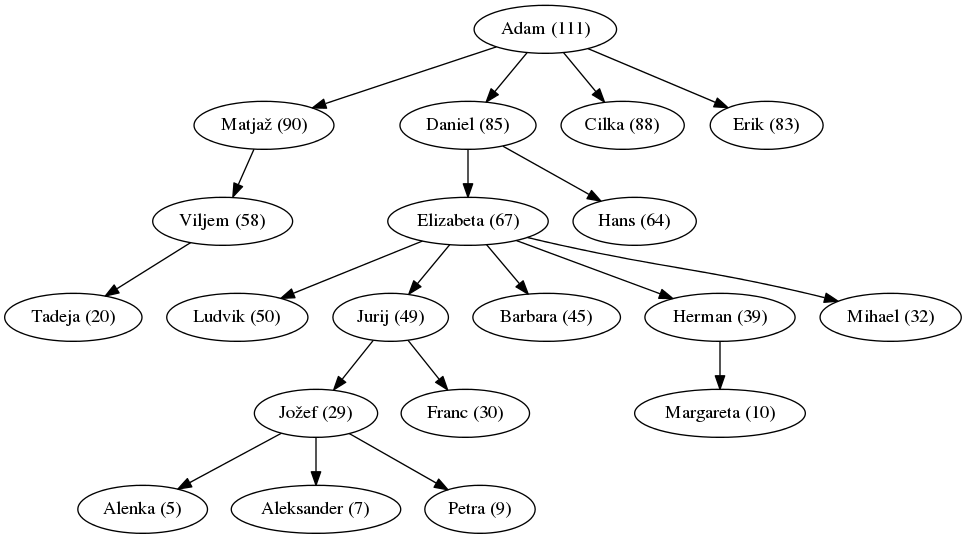 Adam (111)
Matjaž (90)
Daniel (85)
Cilka (88)
Erik (83)
Viljem (58)
Elizabeta (67)
Hans (64)
Tadeja (20)
Ludvik (50)
Jurij (49)
Barbara (45)
Herman (39)
Mihael (32)
Jožef (29)
Franc (30)
Margareta (10)
Alenka (5)
Aleksander (7)
Petra (9)